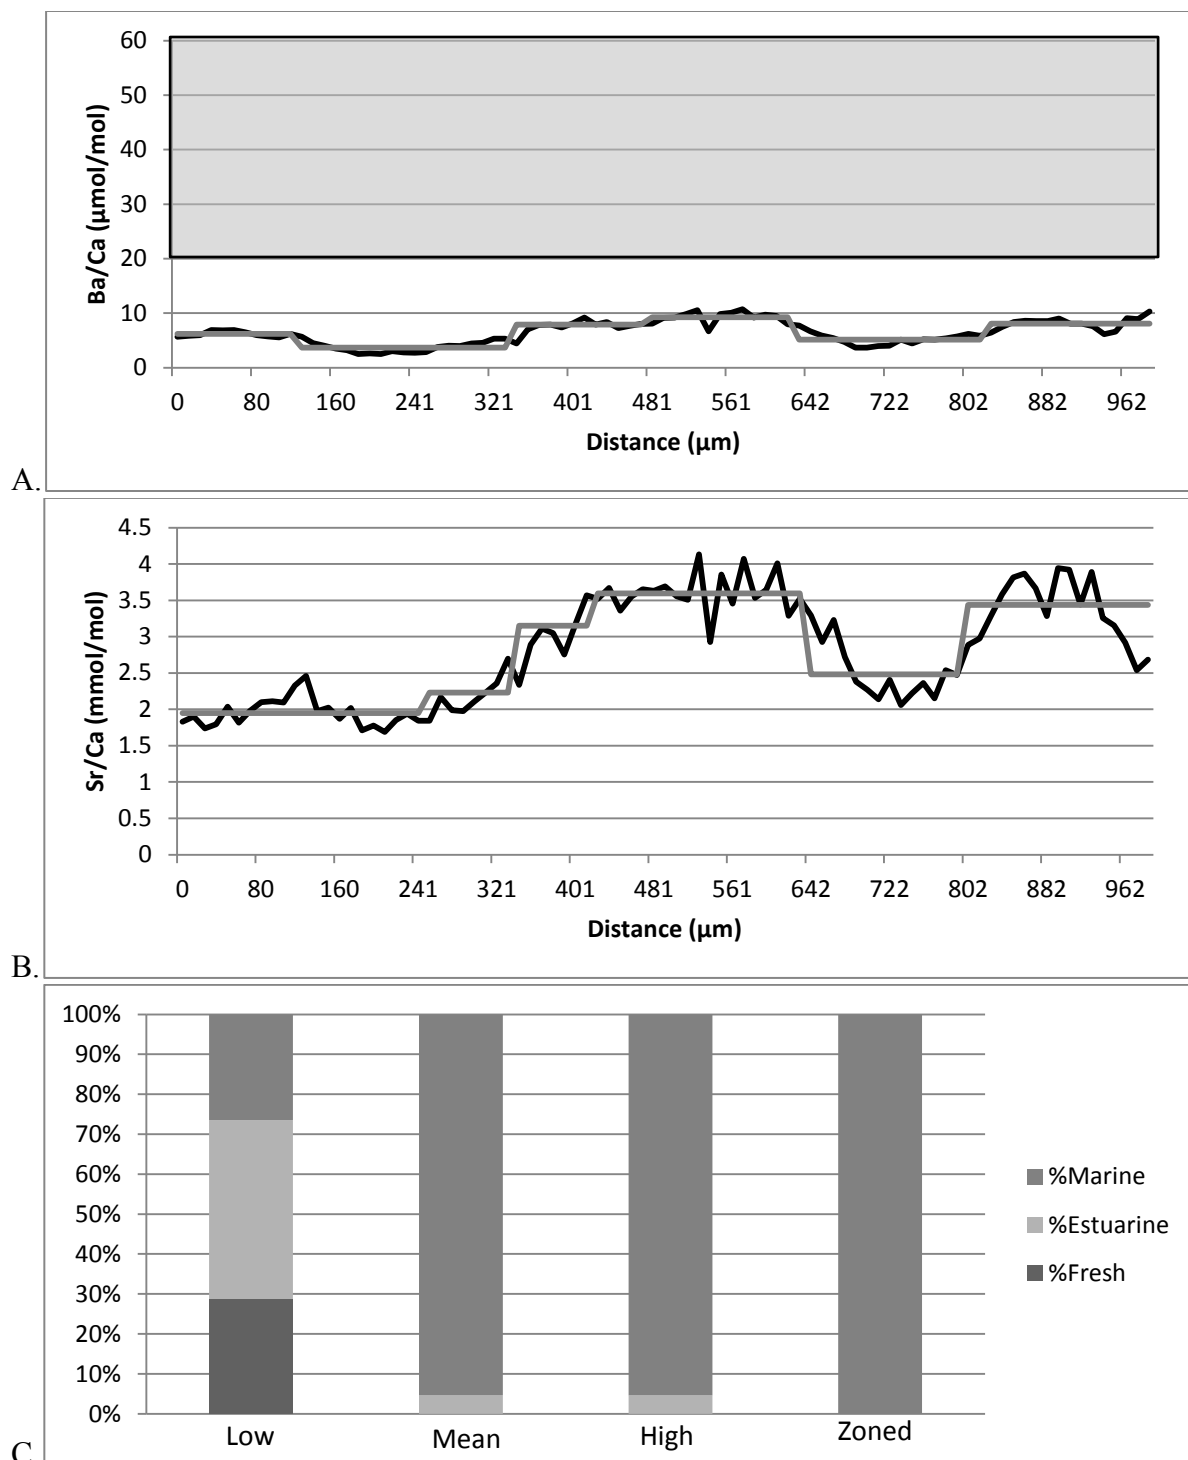 60
50
40
30
20
10
0
Ba/Ca (µmol/mol)
0 80 160 241 321 401 481 561 642 722 802 882 962
Distance (µm)
A.
4.5
4
3.5
3
2.5
2
1.5
1
0.5
0
Sr/Ca (mmol/mol)
0 80 160 241 321 401 481 561 642 722 802 882 962
Distance (µm)
B.
100%
90%
80%
70%
60%
50%
40%
30%
20%
10%
0%
Low Mean High Zoned
%Marine
%Estuarine
%Fresh
C